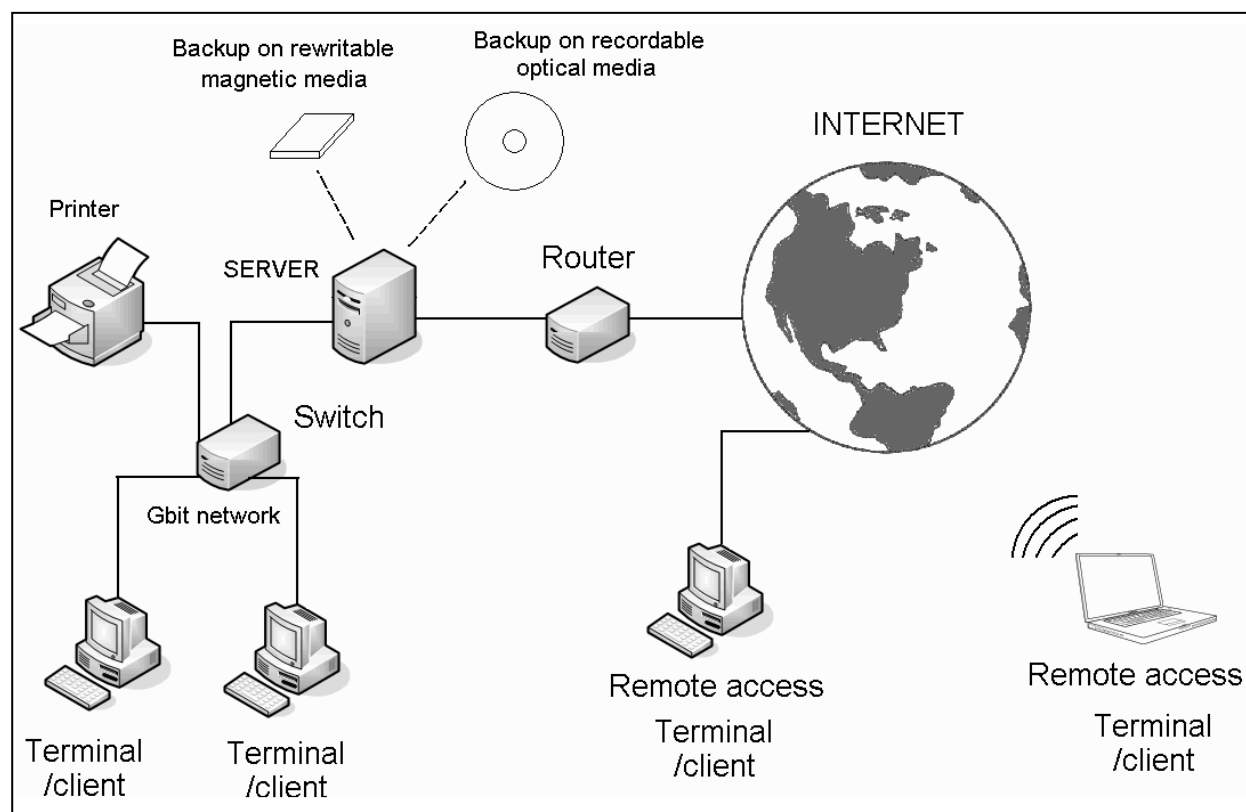 Backup on rewritable
magnetic media
Backup on recordable
optical media
INTERNET
Printer
SERVER
Router
Switch
Gbit network
Terminal
/client
Terminal
/client
Remote access
Terminal
/client
Remote access
Terminal
/client